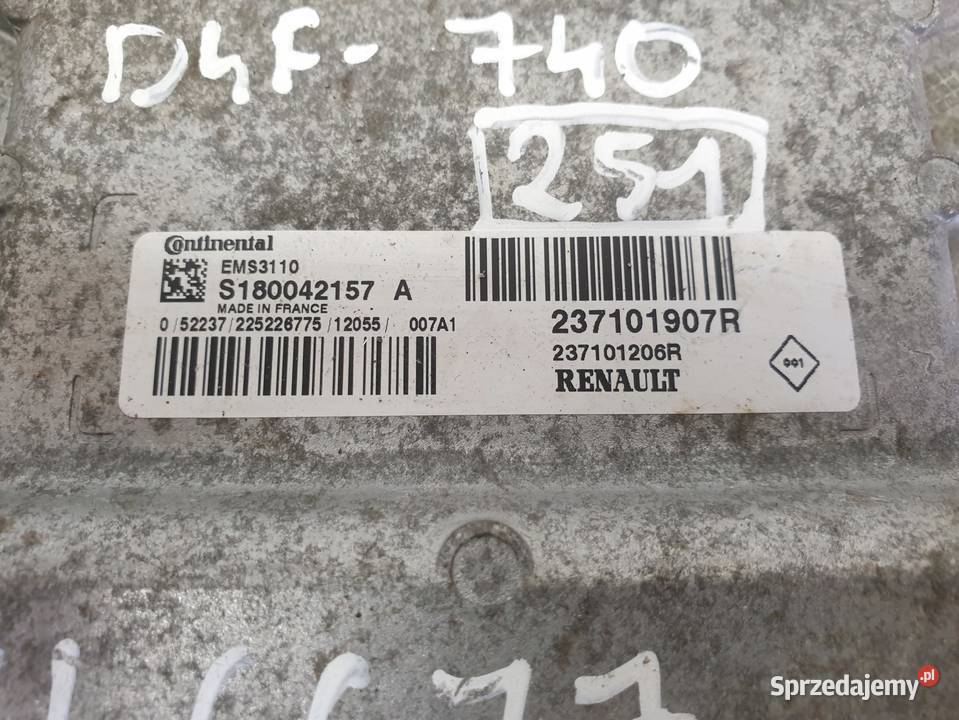 D4F-740
251
Continental
EMS3110
S180042157 A
MADE IN FRANCE
0/52237/225226775/12055/ 007A1
237101907R
237101206R
RENAULT
991
Sprzedajemy.pl